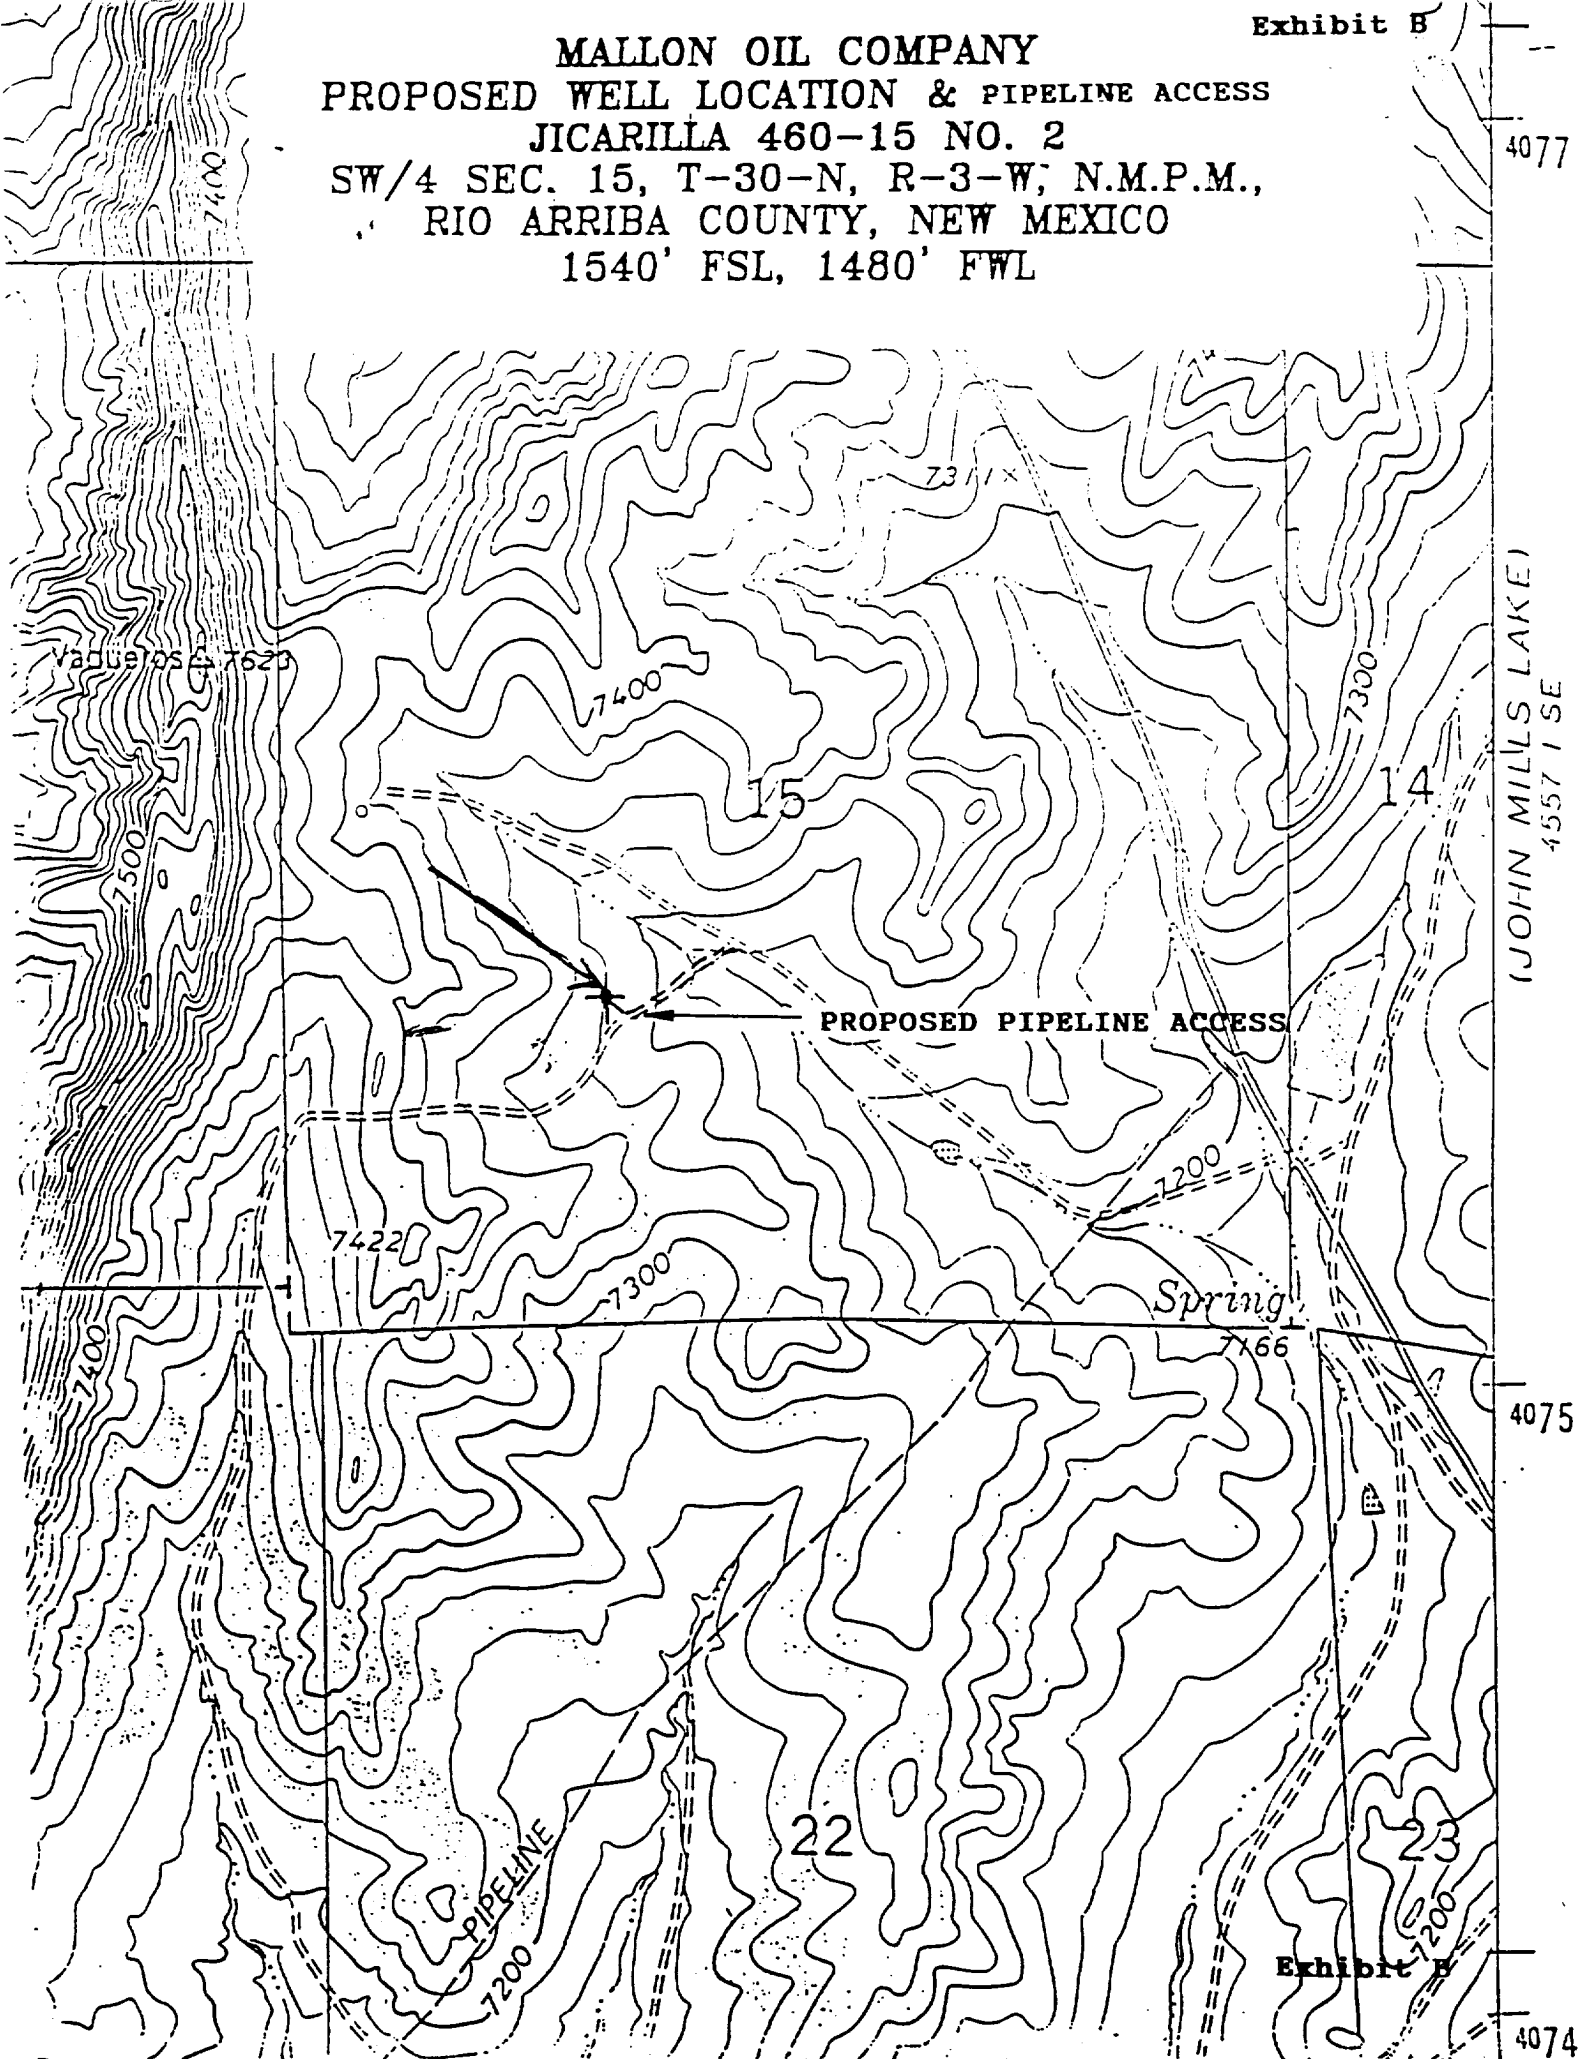 Exhibit B
MALLON OIL COMPANY
PROPOSED WELL LOCATION & PIPELINE ACCESS
JICARILLA 460-15 NO. 2
SW/4 SEC. 15, T-30-N, R-3-W, N.M.P.M.,
RIO ARRIBA COUNTY, NEW MEXICO
1540' FSL, 1480' FWL
4077
7400
7311×
(JOHN MILLS LAKE)
4557 I SE
Vaqueros
7400
7300
15
14
7500
PROPOSED PIPELINE ACCESS
7200
7422
7300
Spring
7166
7400
4075
22
23
PIPELINE
7200
7200
Exhibit B
4074